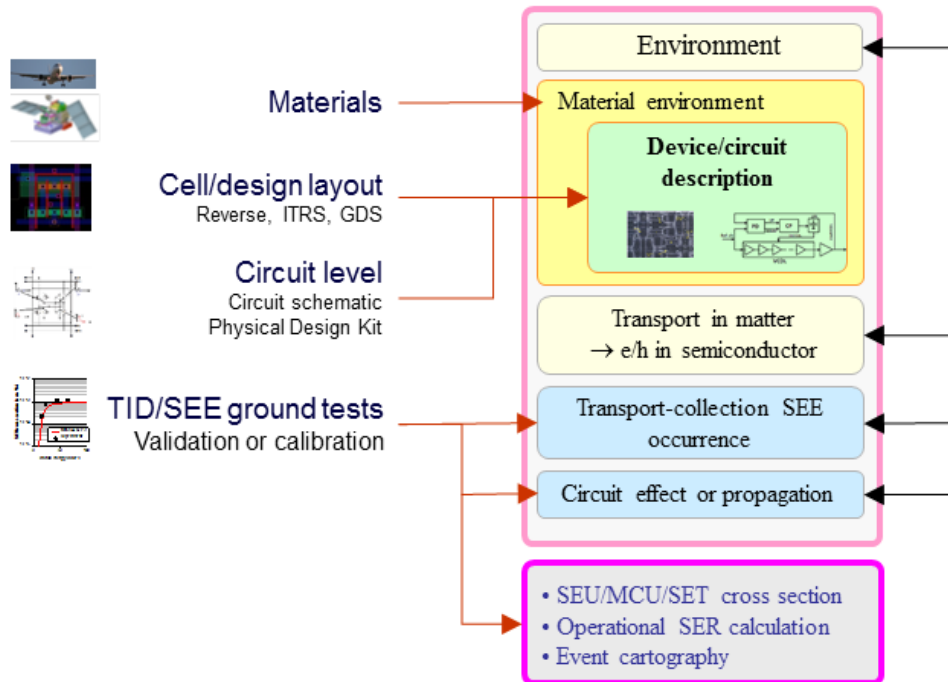 Environment
Materials
Material environment
Device/circuit
description
Cell/design layout
Reverse, ITRS, GDS
Circuit level
Circuit schematic
Physical Design Kit
Transport in matter
→ e/h in semiconductor
TID/SEE ground tests
Validation or calibration
Transport-collection SEE
occurrence
Circuit effect or propagation
• SEU/MCU/SET cross section
• Operational SER calculation
• Event cartography